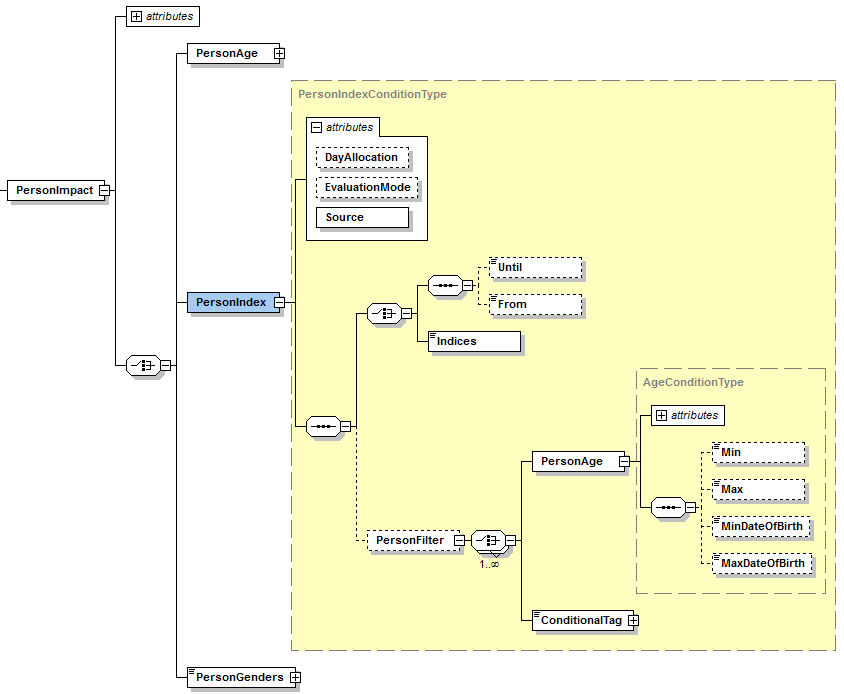 attributes
PersonAge
PersonIndexConditionType
attributes
DayAllocation
EvaluationMode
Source
PersonImpact
Until
From
PersonIndex
Indices
AgeConditionType
attributes
PersonAge
Min
Max
MinDateOfBirth
MaxDateOfBirth
PersonFilter
1..∞
ConditionalTag
PersonGenders